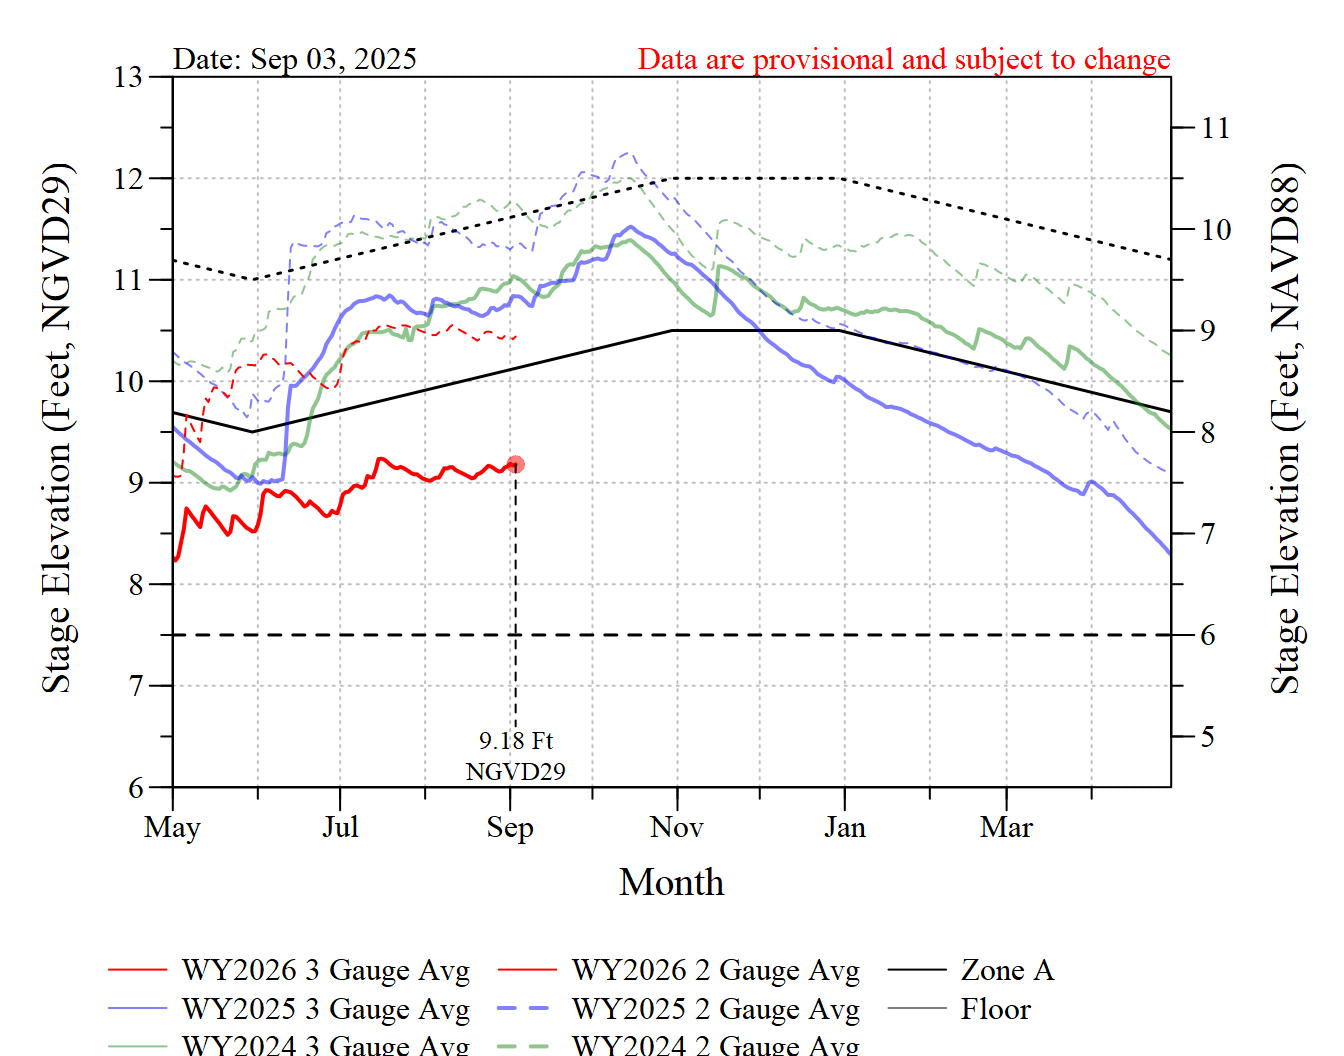 Date: Sep 03, 2025 Data are provisional and subject to change
13
12
11
10
9
8
7
6
11
10
9
8
7
6
5
Stage Elevation (Feet, NGVD29)
Stage Elevation (Feet, NAVD88)
9.18 Ft
NGVD29
May Jul Sep Nov Jan Mar
Month
WY2026 3 Gauge Avg WY2026 2 Gauge Avg Zone A
WY2025 3 Gauge Avg WY2025 2 Gauge Avg Floor
WY2024 3 Gauge Avg WY2024 2 Gauge Avg